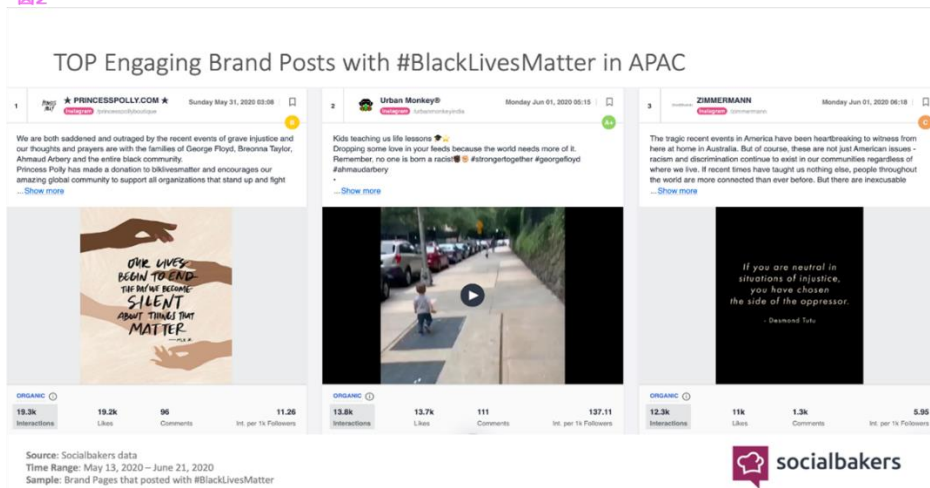 图2
TOP Engaging Brand Posts with #BlackLivesMatter in APAC
1
★ PRINCESSPOLLY.COM ★
Sunday May 31, 2020 03:08
Instagram princesspollyboutique
B
We are both saddened and outraged by the recent events of grave injustice and
our thoughts and prayers are with the families of George Floyd, Breonna Taylor,
Ahmaud Arbery and the entire black community.
Princess Polly has made a donation to blklivesmatter and encourages our
amazing global community to support all organizations that stand up and fight
...Show more
OUR LIVES
BEGIN TO END
THE DAY WE BECOME
SILENT
ABOUT THINGS THAT
MATTER
—M.L.K.
ORGANIC
19.3k
19.2k
96
11.26
Interactions
Likes
Comments
Int. per 1k Followers
2
Urban Monkey®
Monday Jun 01, 2020 05:15
Instagram /urbanmonkeyindia
A+
Kids teaching us life lessons 🎓💫
Dropping some love in your feeds because the world needs more of it.
Remember, no one is born a racist✊🏿✊🏼 #strongertogether #georgefloyd
#ahmaudarbery
•
...Show more
ORGANIC
13.8k
13.7k
111
137.11
Interactions
Likes
Comments
Int. per 1k Followers
3
ZIMMERMANN
Monday Jun 01, 2020 06:18
Instagram /zimmermann
C
The tragic recent events in America have been heartbreaking to witness from
here at home in Australia. But of course, these are not just American issues -
racism and discrimination continue to exist in our communities regardless of
where we live. If recent times have taught us nothing else, people throughout
the world are more connected than ever before. But there are inexcusable
...Show more
If you are neutral in
situations of injustice,
you have chosen
the side of the oppressor.
- Desmond Tutu
ORGANIC
12.3k
11k
1.3k
5.95
Interactions
Likes
Comments
Int. per 1k Followers
Source: Socialbakers data
Time Range: May 13, 2020 – June 21, 2020
Sample: Brand Pages that posted with #BlackLivesMatter
socialbakers